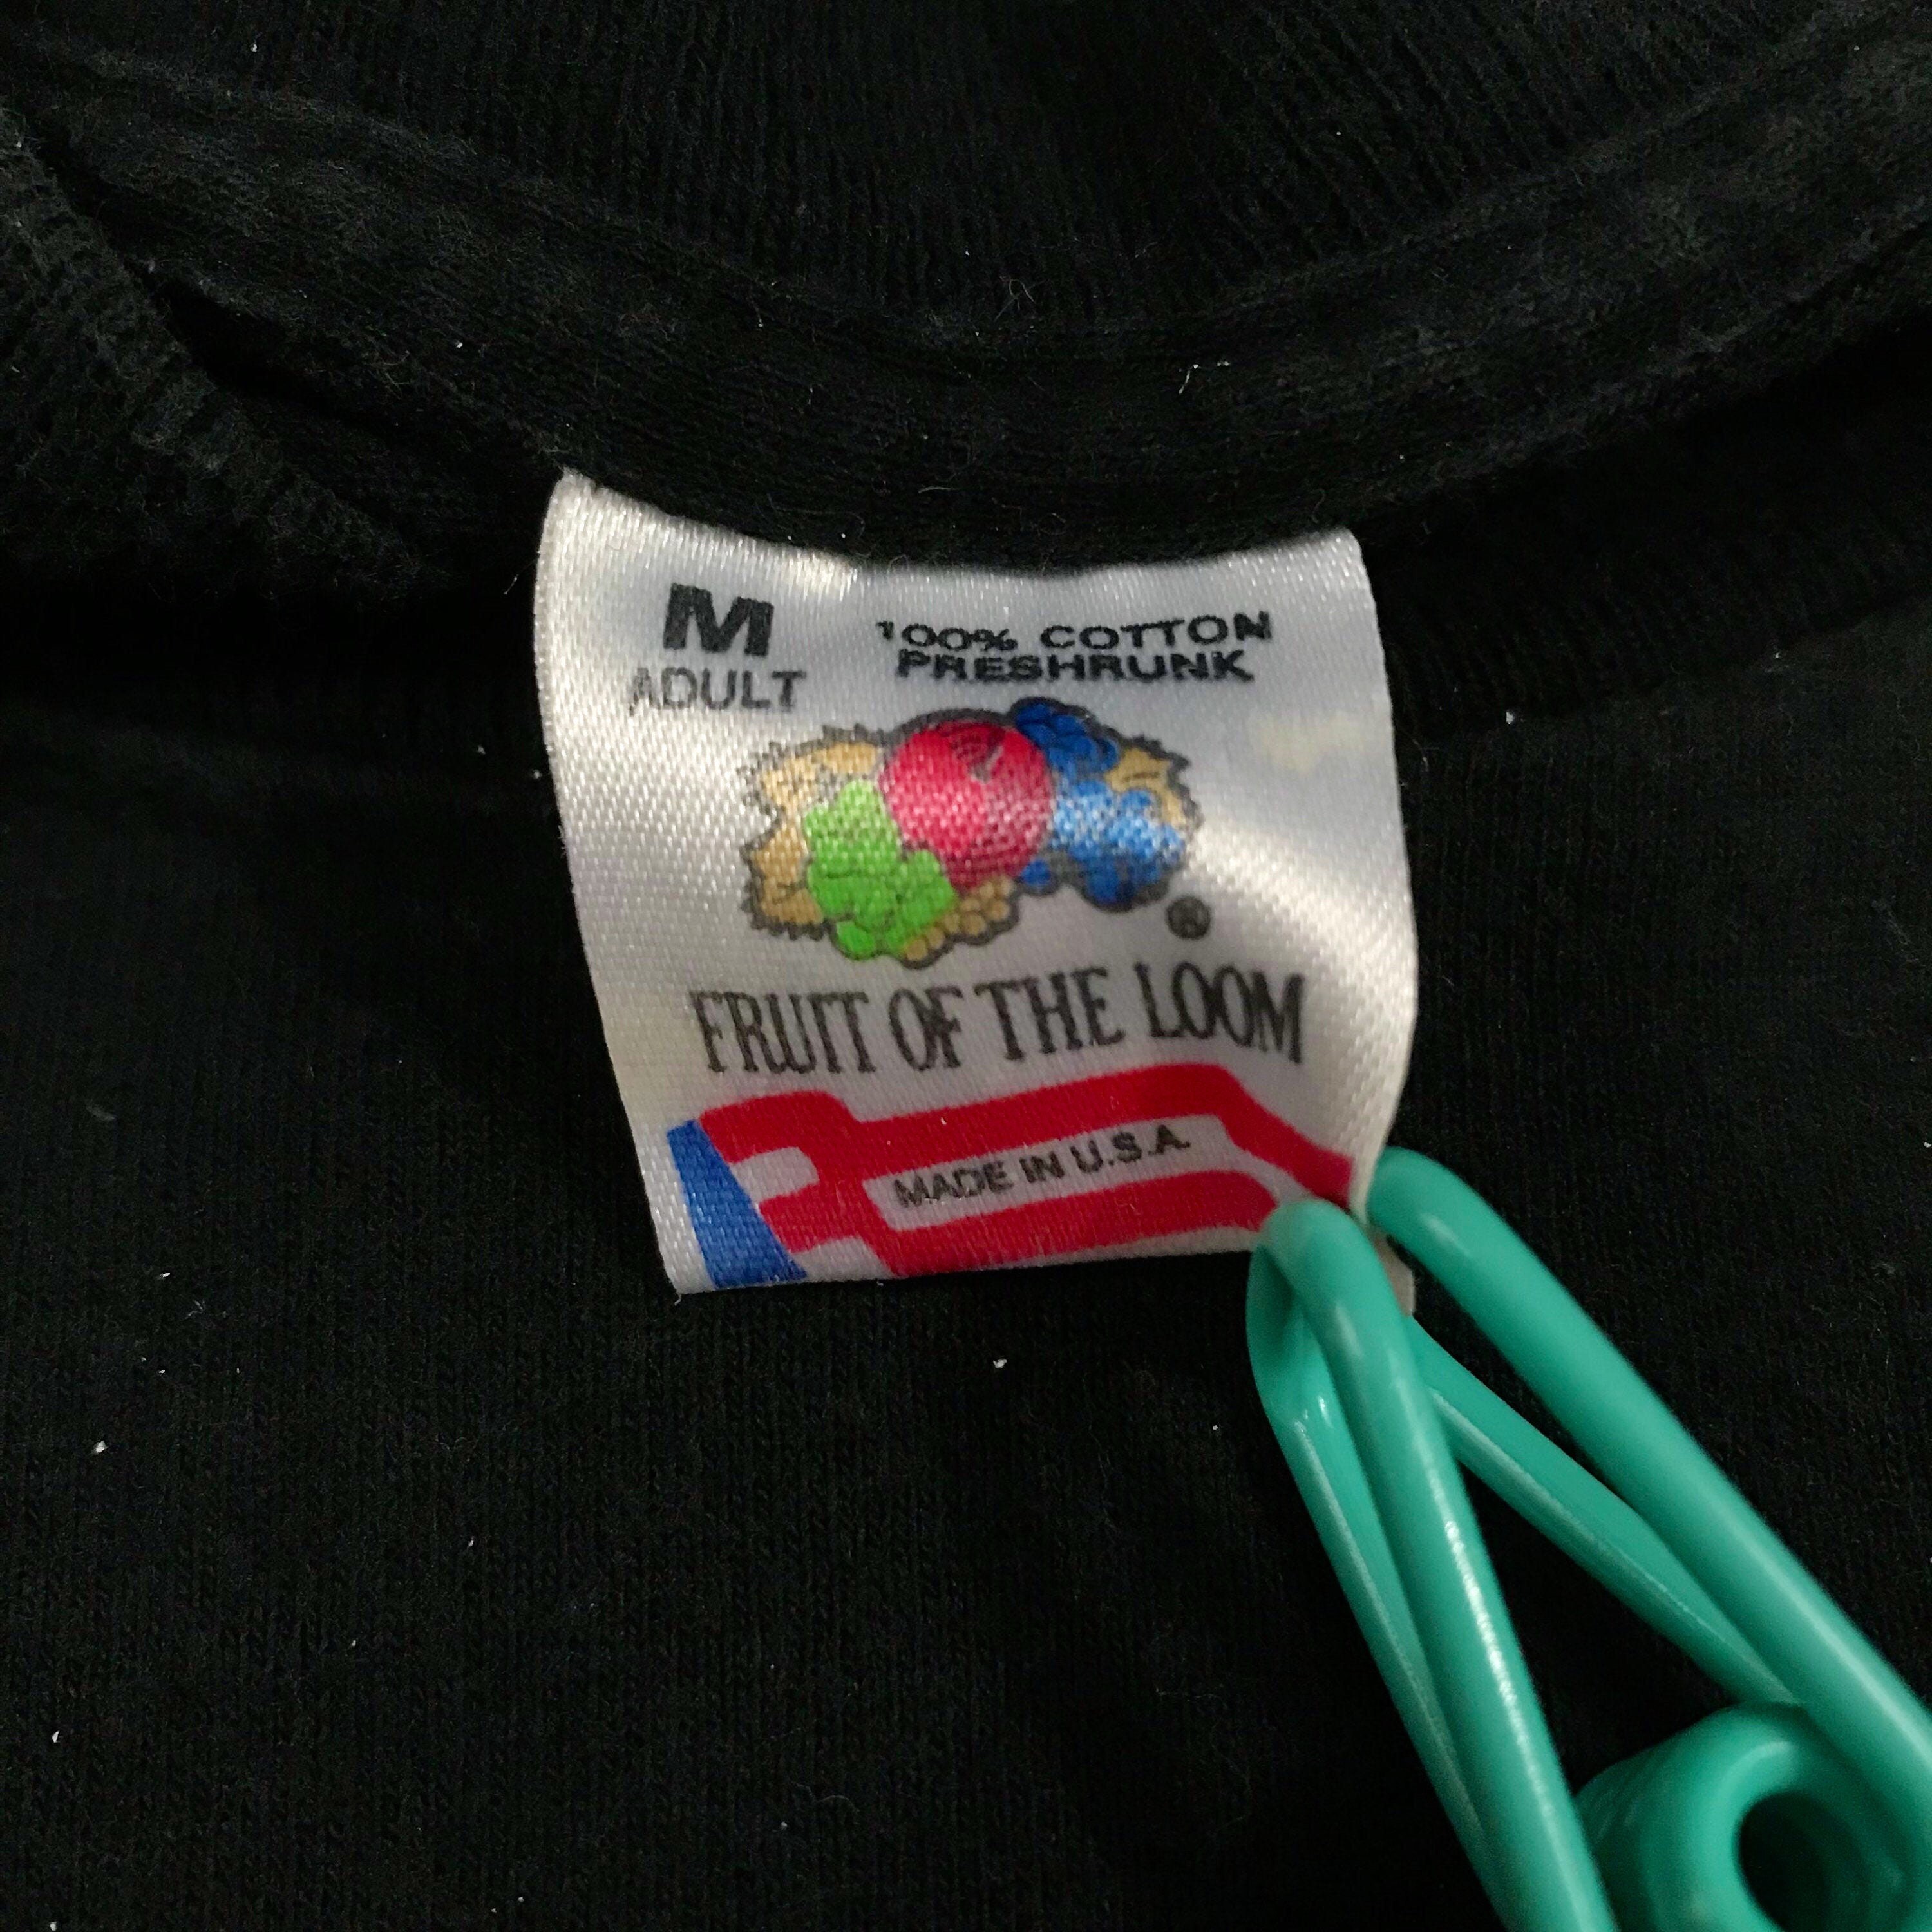 M
ADULT
100% COTTON
PRESHRUNK
®
FRUIT OF THE LOOM
MADE IN U.S.A.